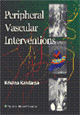 Peripheral
Vascular
Interventions
Krishna Kandarpa